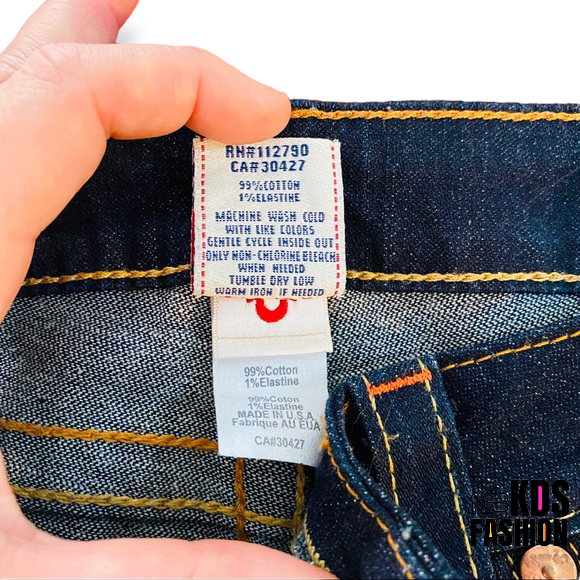 RN#112790
CA#30427
99%COTTON
1%ELASTINE
MACHINE WASH COLD
WITH LIKE COLORS
GENTLE CYCLE INSIDE OUT
ONLY NON-CHLORINE BLEACH
WHEN NEEDED
TUMBLE DRY LOW
WARM IRON IF NEEDED
99%Cotton
1%Elastine
99%Coton
1%Elastine
MADE IN U.S.A.
Fabrique AU EUA
CA#30427
KDS
FASHION